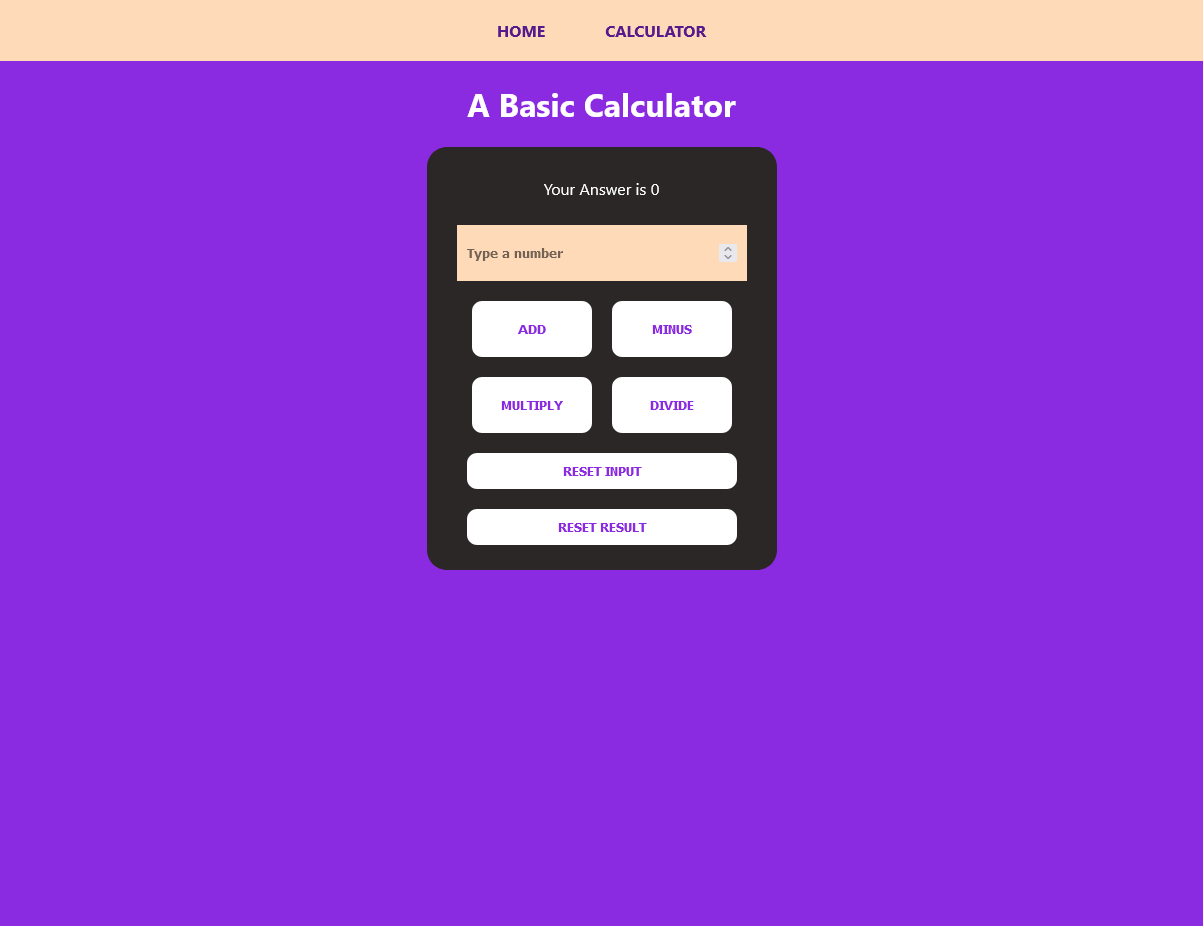 HOME CALCULATOR
A Basic Calculator
Your Answer is 0
Type a number
ADD MINUS
MULTIPLY DIVIDE
RESET INPUT
RESET RESULT